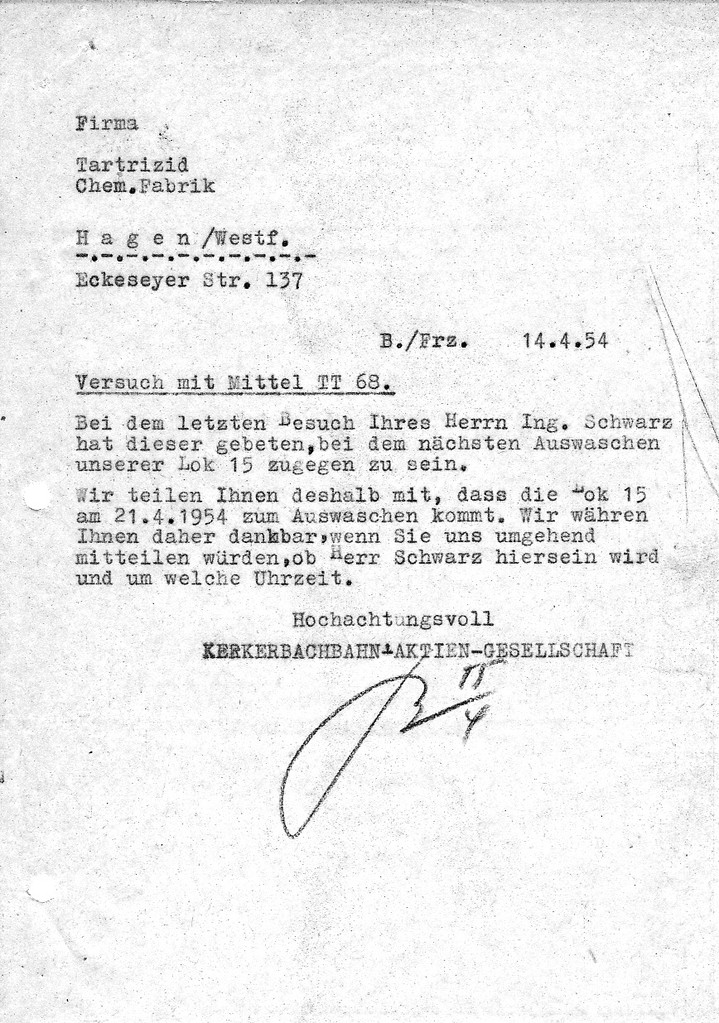 Firma
Tartrizid
Chem.Fabrik
H a g e n /Westf.
-.-.-.-.-.-.-.-.-.-
Eckeseyer Str. 137
B./Frz. 14.4.54
Versuch mit Mittel TT 68.
Bei dem letzten Besuch Ihres Herrn Ing. Schwarz
hat dieser gebeten,bei dem nächsten Auswaschen
unserer Lok 15 zugegen zu sein.
Wir teilen Ihnen deshalb mit, dass die Lok 15
am 21.4.1954 zum Auswaschen kommt. Wir währen
Ihnen daher dankbar,wenn Sie uns umgehend
mitteilen würden,ob Herr Schwarz hiersein wird
und um welche Uhrzeit.
Hochachtungsvoll
KERKERBACHBAHN-AKTIEN-GESELLSCHAFT